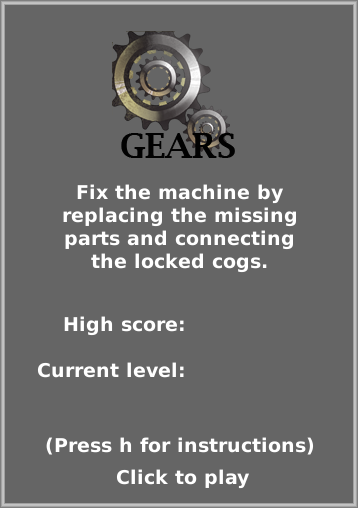 GEARS
Fix the machine by
replacing the missing
parts and connecting
the locked cogs.
High score:
Current level:
(Press h for instructions)
Click to play